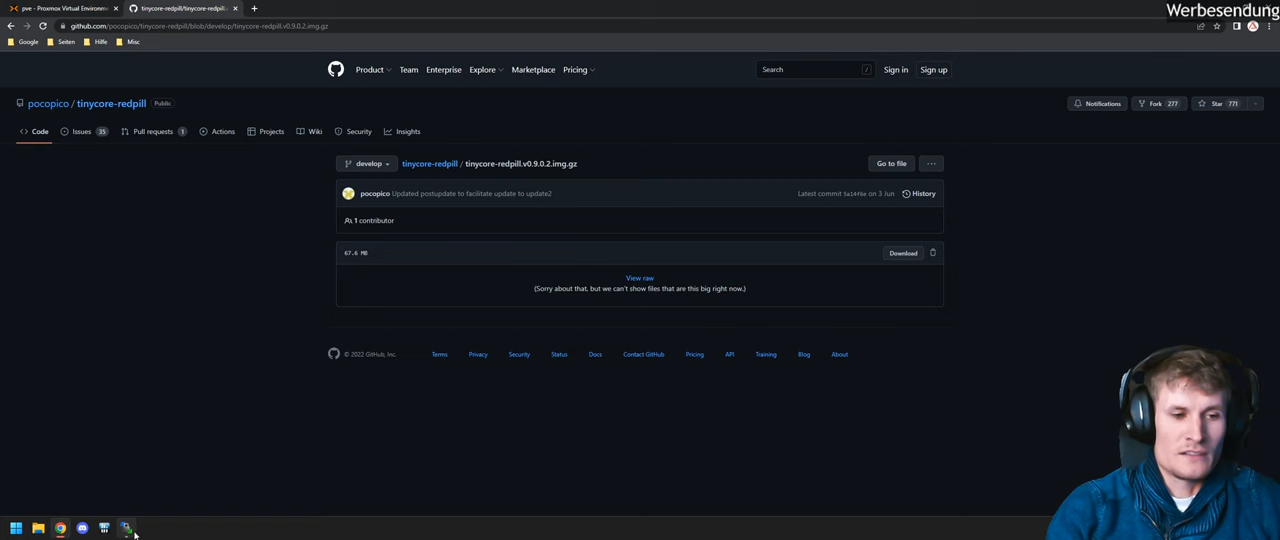 pve - Proxmox Virtual Environme
tinycore-redpill/tinycore-redpill.
Werbesendung
github.com/pocopico/tinycore-redpill/blob/develop/tinycore-redpill.v0.9.0.2.img.gz
Google Seiten Hilfe Misc
Product Team Enterprise Explore Marketplace Pricing
Search /
Sign in Sign up
pocopico / tinycore-redpill Public
Notifications Fork 277 Star 771
Code Issues 35 Pull requests 1 Actions Projects Wiki Security Insights
develop tinycore-redpill / tinycore-redpill.v0.9.0.2.img.gz
Go to file ...
pocopico Updated postupdate to facilitate update to update2
Latest commit 5a14f6e on 3 Jun History
1 contributor
67.6 MB
Download
View raw
(Sorry about that, but we can't show files that are this big right now.)
© 2022 GitHub, Inc. Terms Privacy Security Status Docs Contact GitHub Pricing API Training Blog About